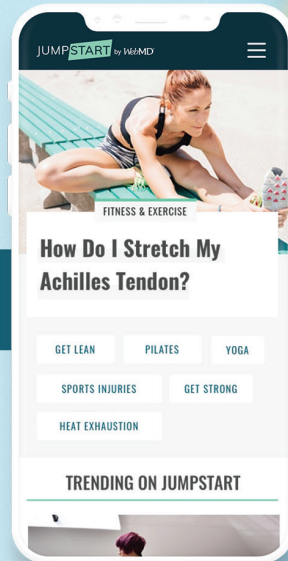 JUMPSTART by WebMD
FITNESS & EXERCISE
How Do I Stretch My
Achilles Tendon?
GET LEAN
PILATES
YOGA
SPORTS INJURIES
GET STRONG
HEAT EXHAUSTION
TRENDING ON JUMPSTART